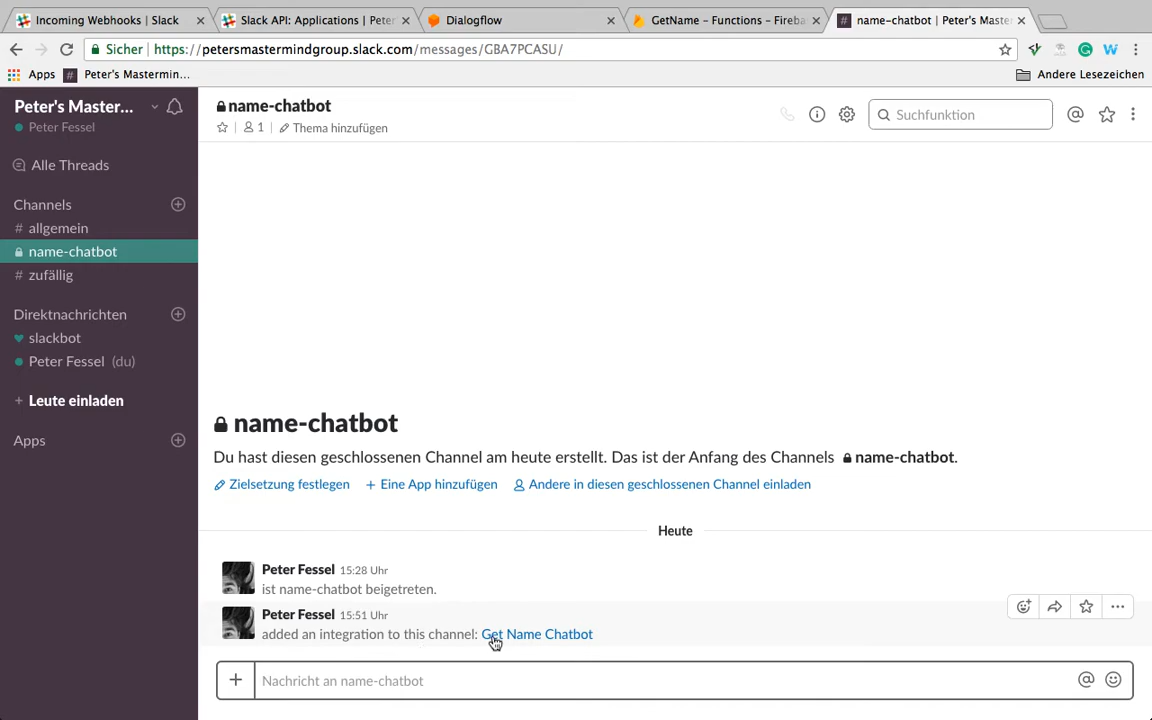 Incoming Webhooks | Slack
Slack API: Applications | Peter
Dialogflow
GetName – Functions – Fireba
name-chatbot | Peter's Master
Sicher | https://petersmastermindgroup.slack.com/messages/GBA7PCASU/
Apps
Peter's Mastermin...
Andere Lesezeichen
Peter's Master...
Peter Fessel
Alle Threads
Channels
# allgemein
name-chatbot
# zufällig
Direktnachrichten
slackbot
Peter Fessel (du)
+ Leute einladen
Apps
name-chatbot
1 | Thema hinzufügen
Suchfunktion
name-chatbot
Du hast diesen geschlossenen Channel am heute erstellt. Das ist der Anfang des Channels name-chatbot.
Zielsetzung festlegen + Eine App hinzufügen Andere in diesen geschlossenen Channel einladen
Heute
Peter Fessel 15:28 Uhr
ist name-chatbot beigetreten.
Peter Fessel 15:51 Uhr
added an integration to this channel: Get Name Chatbot
Nachricht an name-chatbot